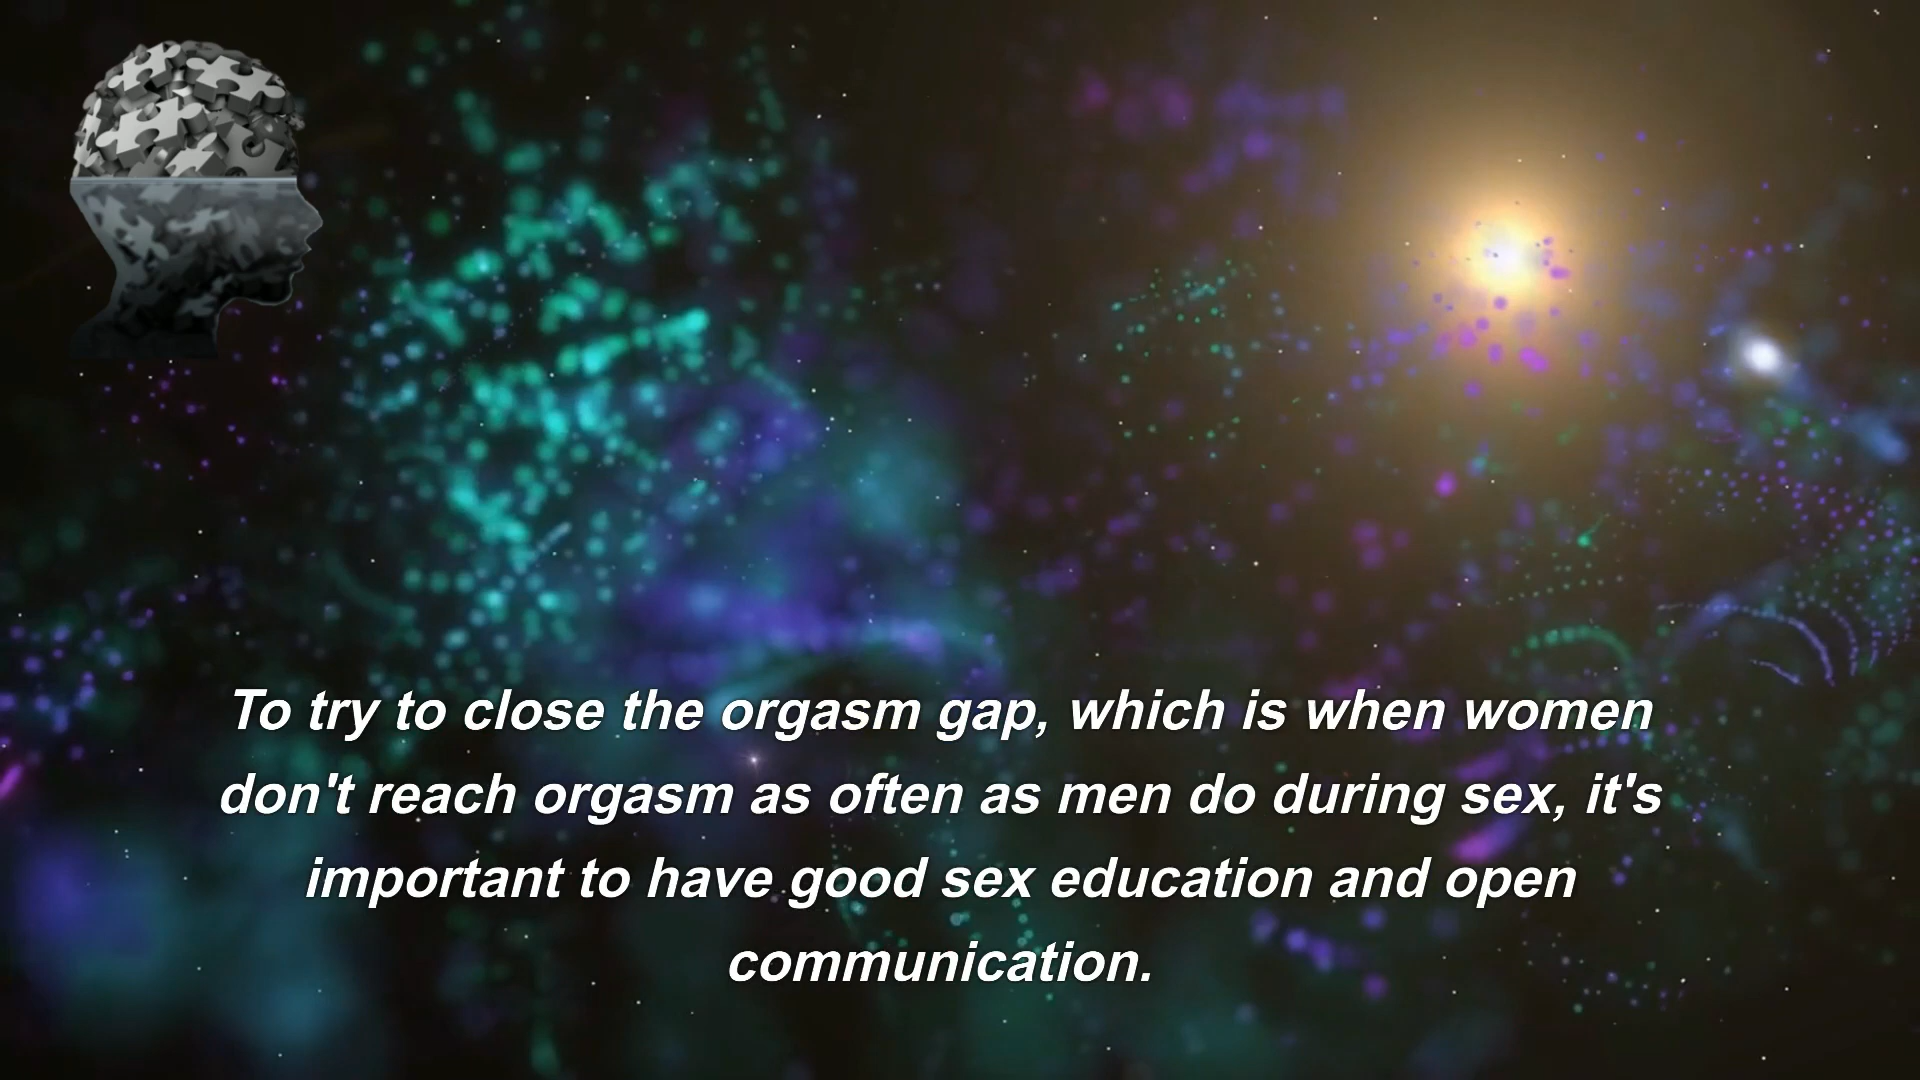 To try to close the orgasm gap, which is when women
don't reach orgasm as often as men do during sex, it's
important to have good sex education and open
communication.